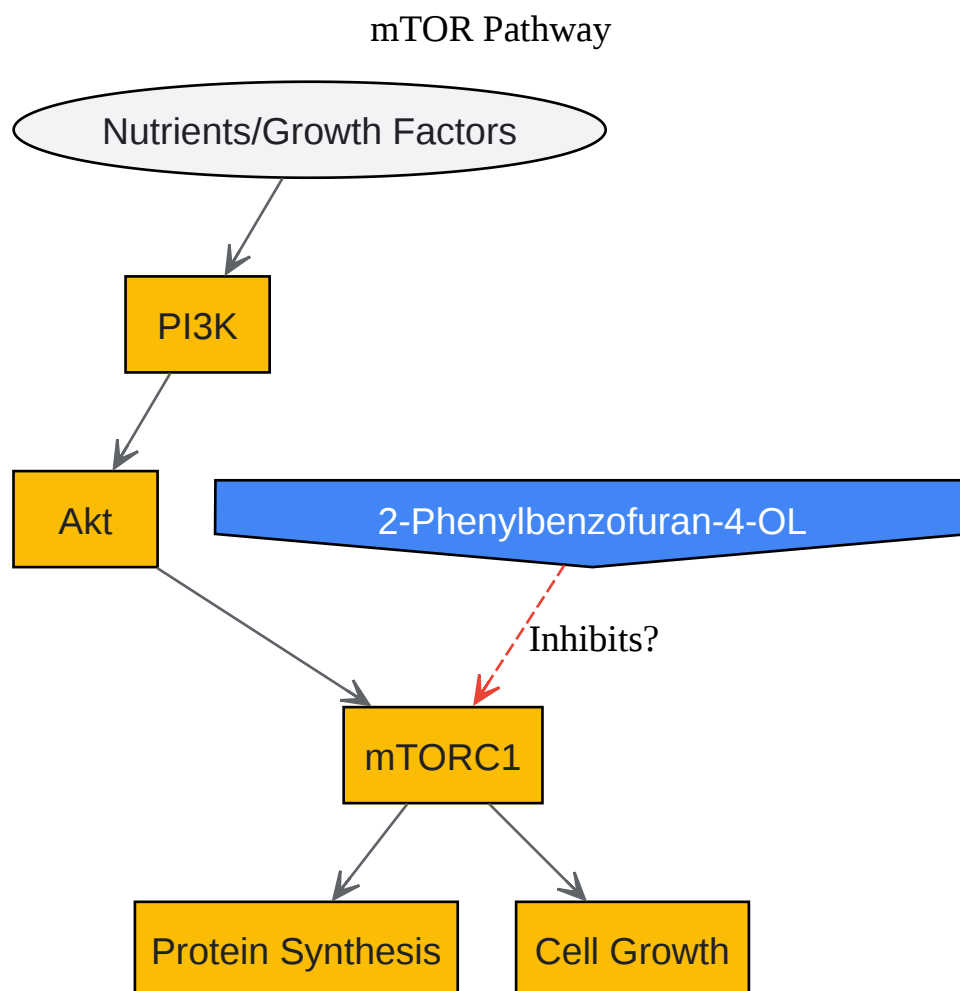 mTOR Pathway
Nutrients/Growth Factors
PI3K
Akt
2-Phenylbenzofuran-4-OL
Inhibits?
mTORC1
Protein Synthesis
Cell Growth